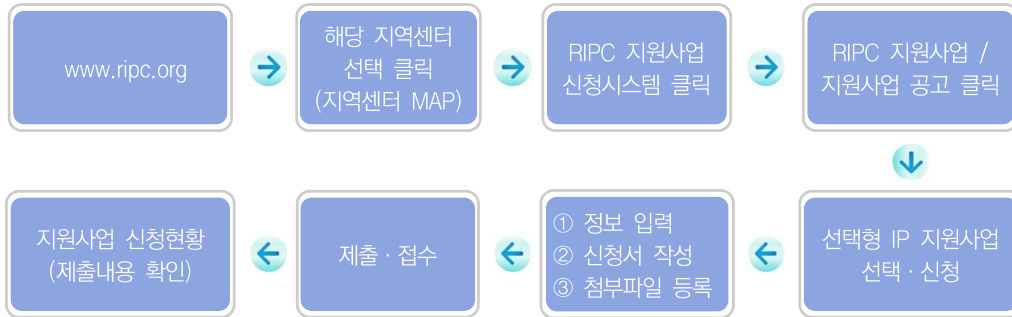 www.ripc.org
해당 지역센터
선택 클릭
(지역센터 MAP)
RIPC 지원사업
신청시스템 클릭
RIPC 지원사업 /
지원사업 공고 클릭
선택형 IP 지원사업
선택·신청
① 정보 입력
② 신청서 작성
③ 첨부파일 등록
제출·접수
지원사업 신청현황
(제출내용 확인)